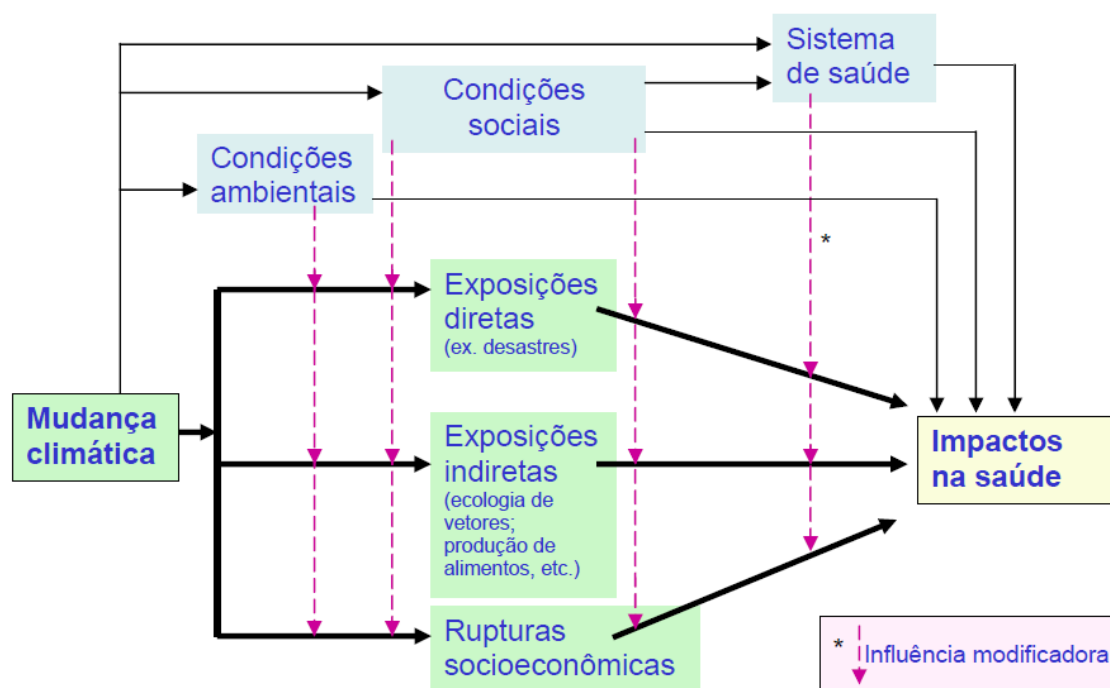 Sistema
de saúde
Condições
sociais
Condições
ambientais
*
Exposições
diretas
(ex. desastres)
Mudança
climática
Exposições
indiretas
(ecologia de
vetores;
produção de
alimentos, etc.)
Impactos
na saúde
Rupturas
socioeconômicas
* Influência modificadora